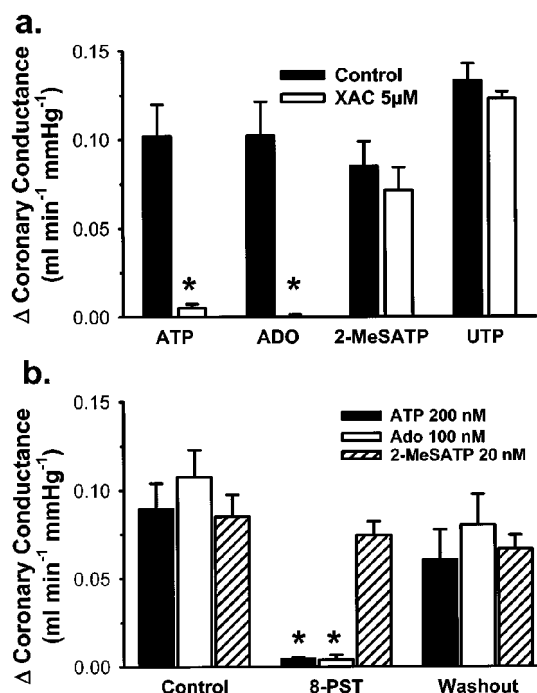 a.
Δ Coronary Conductance
(ml min⁻¹ mmHg⁻¹)
0.15
0.10
0.05
0.00
Control
XAC 5µM
*
*
ATP ADO 2-MeSATP UTP
b.
Δ Coronary Conductance
(ml min⁻¹ mmHg⁻¹)
0.15
0.10
0.05
0.00
ATP 200 nM
Ado 100 nM
2-MeSATP 20 nM
* *
Control 8-PST Washout